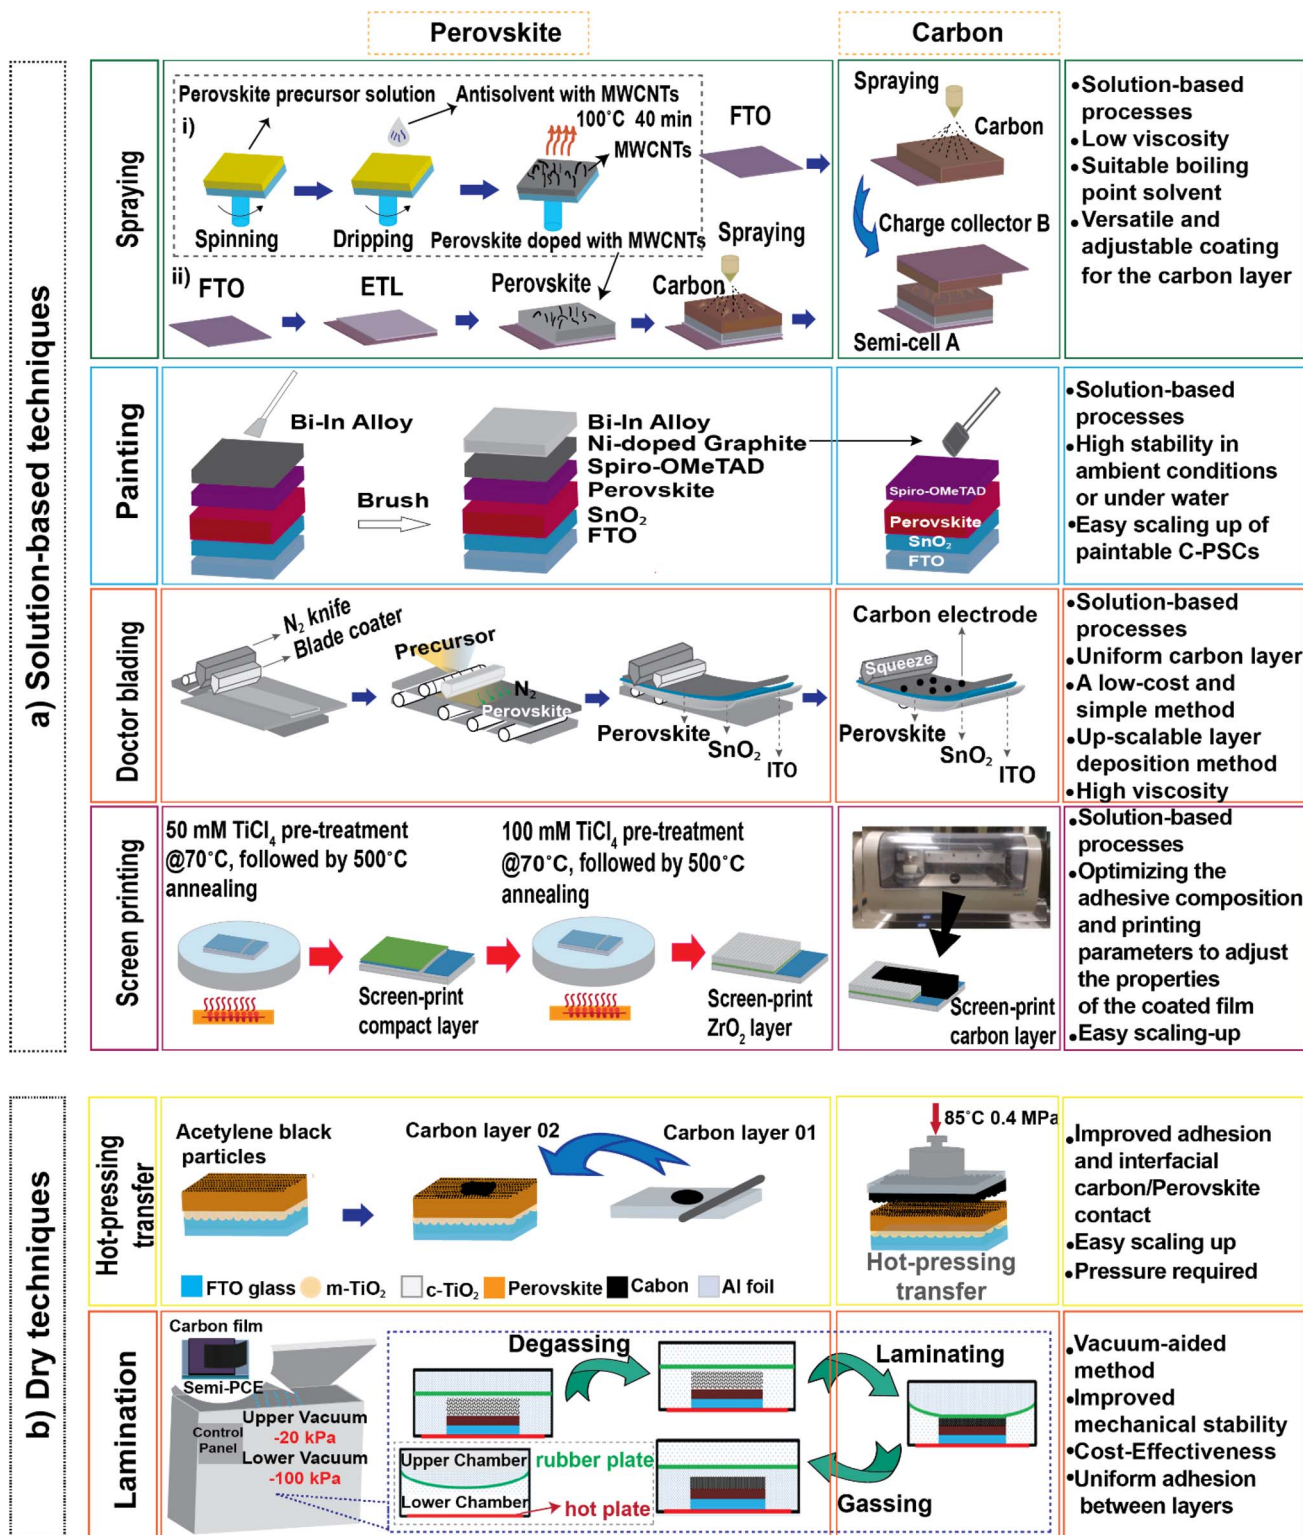 Perovskite
Carbon
a) Solution-based techniques
Spraying
i)
Perovskite precursor solution
Antisolvent with MWCNTs
100°C 40 min
MWCNTs
Spinning
Dripping
Perovskite doped with MWCNTs
FTO
ii)
FTO
ETL
Perovskite
Carbon
Spraying
Spraying
Carbon
Charge collector B
Semi-cell A
•Solution-based
processes
•Low viscosity
•Suitable boiling
point solvent
•Versatile and
adjustable coating
for the carbon layer
Painting
Bi-In Alloy
Brush
Bi-In Alloy
Ni-doped Graphite
Spiro-OMeTAD
Perovskite
SnO₂
FTO
Spiro-OMeTAD
Perovskite
SnO₂
FTO
•Solution-based
processes
•High stability in
ambient conditions
or under water
•Easy scaling up of
paintable C-PSCs
Doctor blading
N₂ knife
Blade coater
Precursor
N₂
Perovskite
Perovskite
SnO₂
ITO
Carbon electrode
Squeeze
Perovskite
SnO₂
ITO
•Solution-based
processes
•Uniform carbon layer
•A low-cost and
simple method
•Up-scalable layer
deposition method
•High viscosity
Screen printing
50 mM TiCl₄ pre-treatment
@70°C, followed by 500°C
annealing
Screen-print
compact layer
100 mM TiCl₄ pre-treatment
@70°C, followed by 500°C
annealing
Screen-print
ZrO₂ layer
Screen-print
carbon layer
•Solution-based
processes
•Optimizing the
adhesive composition
and printing
parameters to adjust
the properties
of the coated film
•Easy scaling-up
b) Dry techniques
Hot-pressing
transfer
Acetylene black
particles
Carbon layer 02
Carbon layer 01
FTO glass
m-TiO₂
c-TiO₂
Perovskite
Cabon
Al foil
85°C 0.4 MPa
Hot-pressing
transfer
•Improved adhesion
and interfacial
carbon/Perovskite
contact
•Easy scaling up
•Pressure required
Lamination
Carbon film
Semi-PCE
Control
Panel
Upper Vacuum
-20 kPa
Lower Vacuum
-100 kPa
Degassing
Laminating
Gassing
Upper Chamber
Lower Chamber
rubber plate
hot plate
•Vacuum-aided
method
•Improved
mechanical stability
•Cost-Effectiveness
•Uniform adhesion
between layers